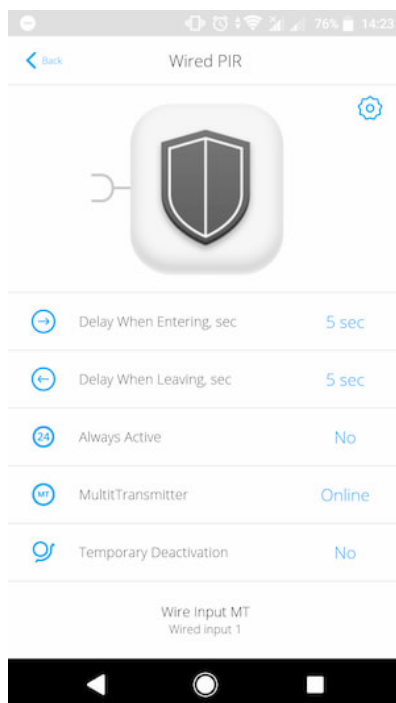 76% 14:23
Back Wired PIR
Delay When Entering, sec 5 sec
Delay When Leaving, sec 5 sec
24 Always Active No
MT MultitTransmitter Online
Temporary Deactivation No
Wire Input MT
Wired input 1